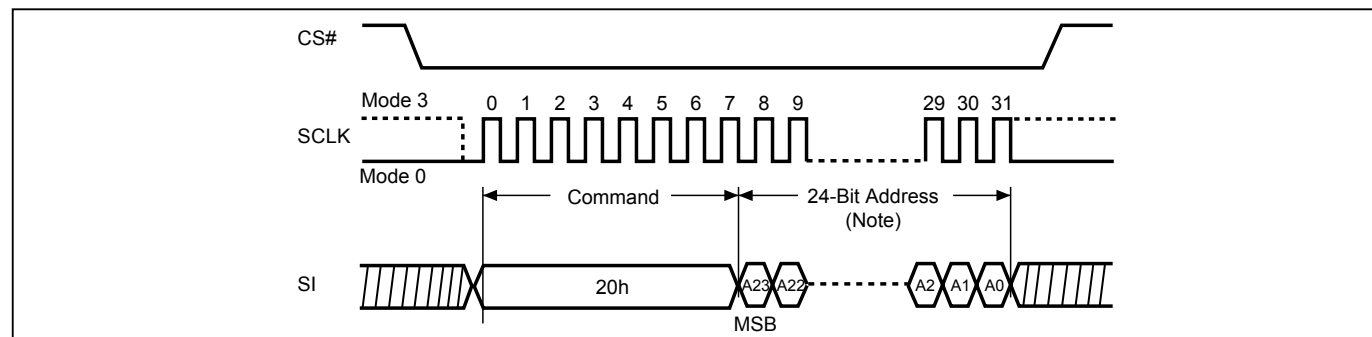 CS#
Mode 3
0 1 2 3 4 5 6 7 8 9 29 30 31
SCLK
Mode 0
Command
24-Bit Address
(Note)
SI
20h
A23 A22 A2 A1 A0
MSB